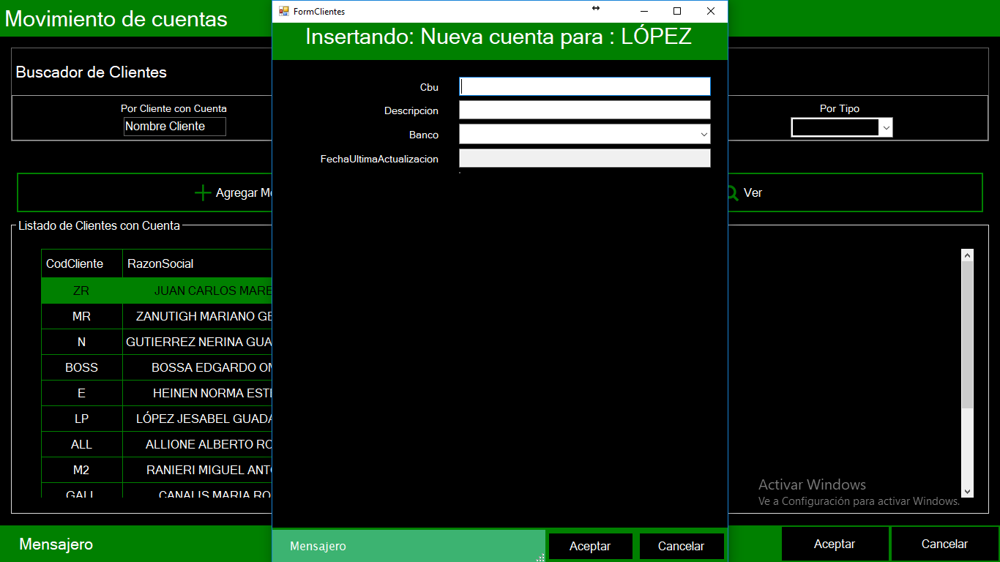 Movimiento de cuentas
FormClientes
Insertando: Nueva cuenta para : LÓPEZ
Buscador de Clientes
Por Cliente con Cuenta
Nombre Cliente
Por Tipo
Cbu
Descripcion
Banco
FechaUltimaActualizacion
Agregar Mo
Ver
Listado de Clientes con Cuenta
CodCliente RazonSocial
ZR JUAN CARLOS MARE
MR ZANUTIGH MARIANO GE
N GUTIERREZ NERINA GUA
BOSS BOSSA EDGARDO OM
E HEINEN NORMA ESTE
LP LÓPEZ JESABEL GUADA
ALL ALLIONE ALBERTO RO
M2 RANIERI MIGUEL ANTO
GALL CANALIS MARIA RO
Activar Windows
Ve a Configuración para activar Windows.
Mensajero
Mensajero
Aceptar
Cancelar
Aceptar
Cancelar